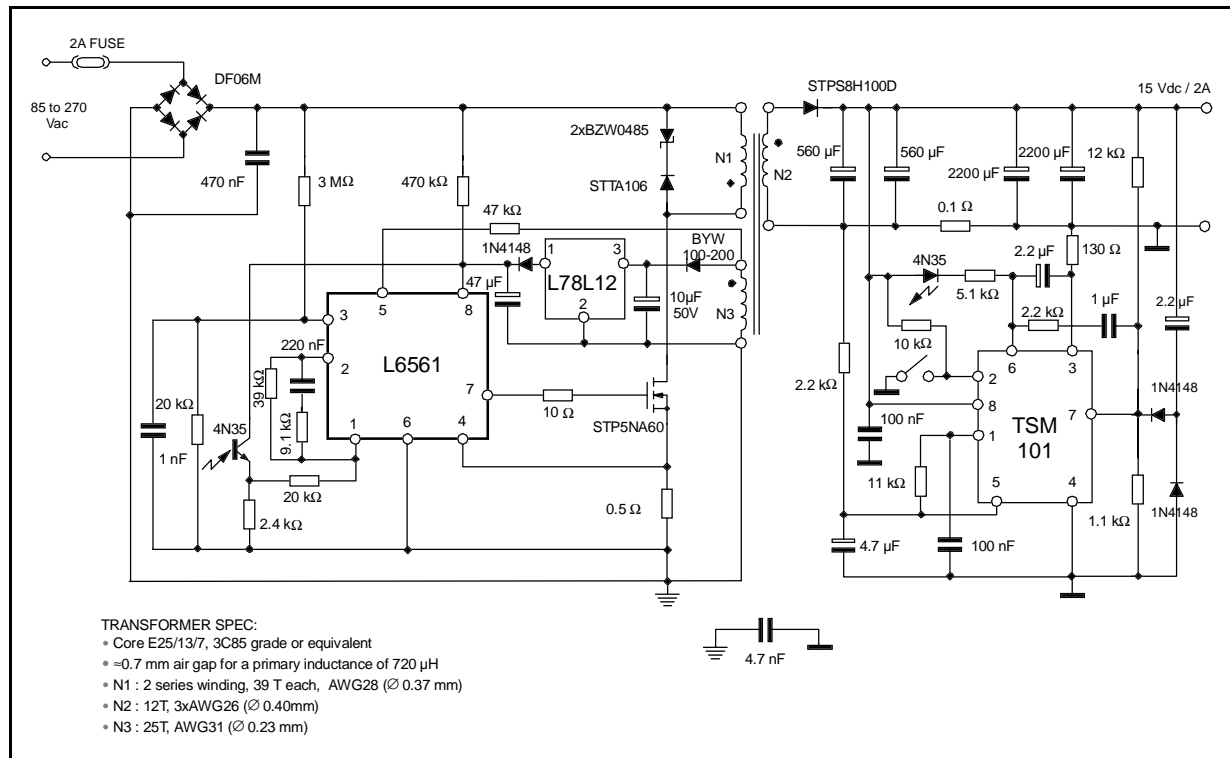 2A FUSE
DF06M
85 to 270
Vac
470 nF
3 MΩ
470 kΩ
47 kΩ
2xBZW0485
STTA106
N1
N2
STPS8H100D
15 Vdc / 2A
560 µF
560 µF
2200 µF
2200 µF
12 kΩ
0.1 Ω
1N4148
47 µF
1
3
L78L12
2
BYW
100-200
10µF
50V
N3
4N35
5.1 kΩ
2.2 µF
130 Ω
2.2 kΩ
1 µF
2.2 µF
10 kΩ
2.2 kΩ
3
5
8
2
L6561
7
1
6
4
220 nF
39 kΩ
9.1 kΩ
20 kΩ
1 nF
4N35
20 kΩ
2.4 kΩ
10 Ω
STP5NA60
0.5 Ω
6
3
2
8
1
7
5
4
TSM
101
100 nF
11 kΩ
4.7 µF
100 nF
1.1 kΩ
1N4148
1N4148
TRANSFORMER SPEC:
• Core E25/13/7, 3C85 grade or equivalent
• ≈0.7 mm air gap for a primary inductance of 720 µH
• N1 : 2 series winding, 39 T each, AWG28 (∅ 0.37 mm)
• N2 : 12T, 3xAWG26 (∅ 0.40mm)
• N3 : 25T, AWG31 (∅ 0.23 mm)
4.7 nF